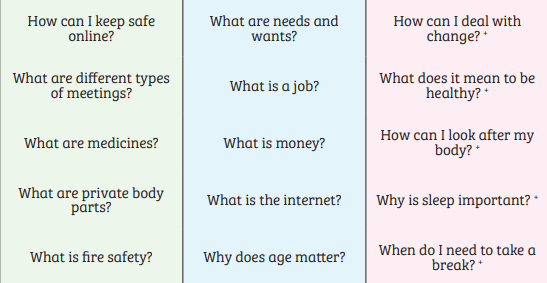 How can I keep safe
online?
What are needs and
wants?
How can I deal with
change? +
What are different types
of meetings?
What is a job?
What does it mean to be
healthy? +
What are medicines?
What is money?
How can I look after my
body? +
What are private body
parts?
What is the internet?
Why is sleep important? +
What is fire safety?
Why does age matter?
When do I need to take a
break? +